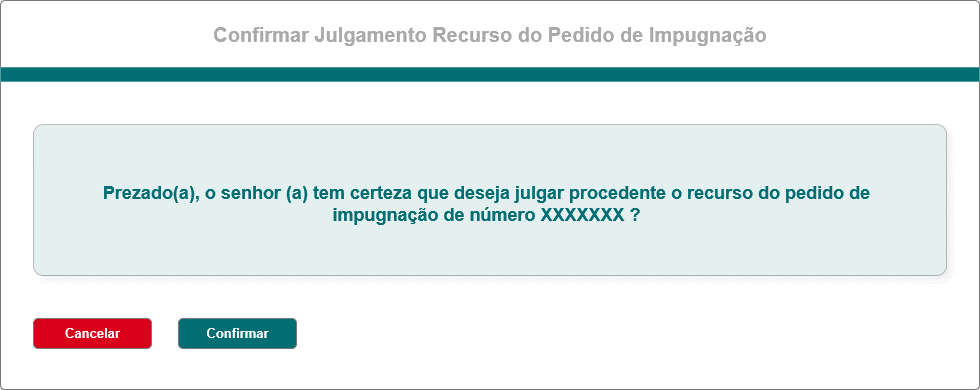 Confirmar Julgamento Recurso do Pedido de Impugnação
Prezado(a), o senhor (a) tem certeza que deseja julgar procedente o recurso do pedido de
impugnação de número XXXXXXX ?
Cancelar
Confirmar